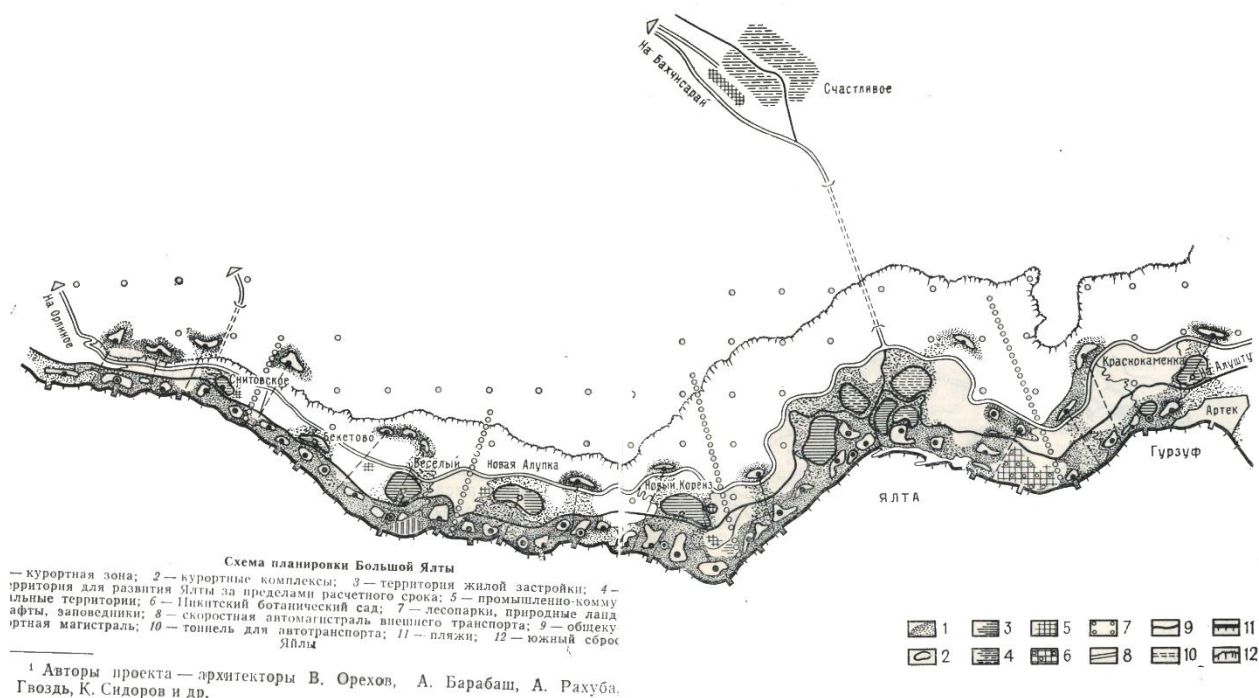 На Бахчисарай
Счастливое
На Орлиное
Снитовское
Бекетово
Веселый
Новая Алупка
Новый Кореиз
Краснокаменка
Алушту
Артек
Гурзуф
ЯЛТА
Схема планировки Большой Ялты
— курортная зона; 2 — курортные комплексы; 3 — территория жилой застройки; 4 —
ерритория для развития Ялты за пределами расчетного срока; 5 — промышленно-комму
альные территории; 6 — Никитский ботанический сад; 7 — лесопарки, природные ланд
афты, заповедники; 8 — скоростная автомагистраль внешнего транспорта; 9 — общеку
ртная магистраль; 10 — тоннель для автотранспорта; 11 — пляжи; 12 — южный сброс
Яйлы
1 3 5 7 9 11
2 4 6 8 10 12
¹ Авторы проекта — архитекторы В. Орехов, А. Барабаш, А. Рахуба,
Гвоздь, К. Сидоров и др.